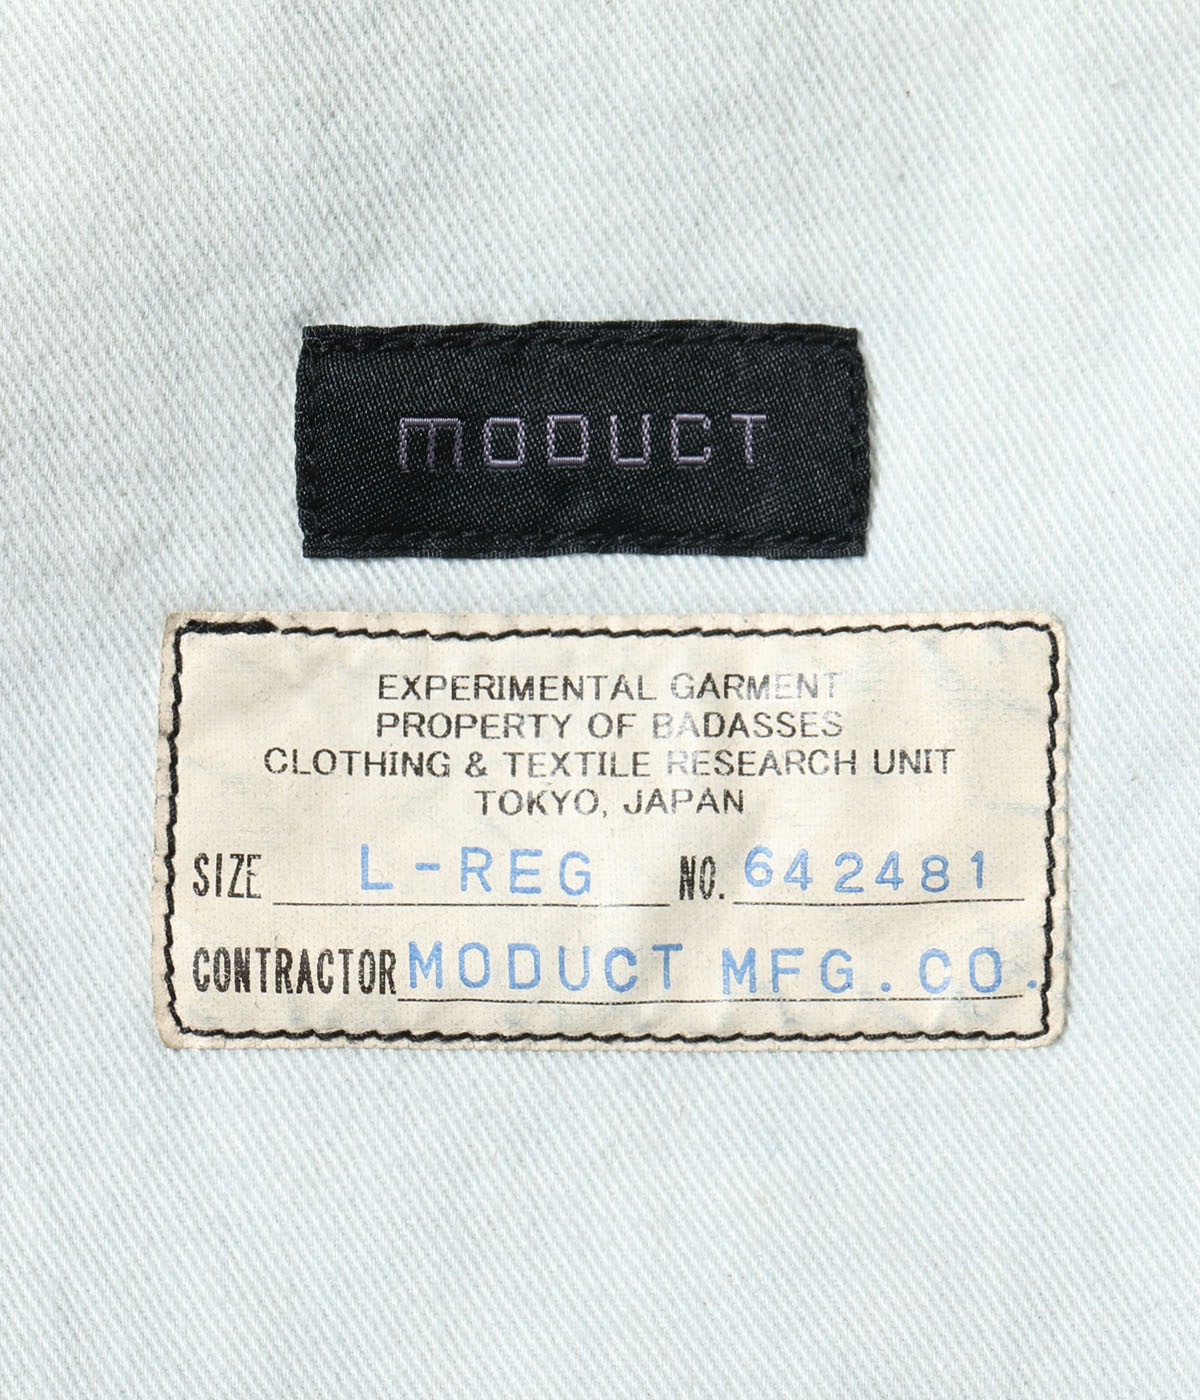 mODUCT
EXPERIMENTAL GARMENT
PROPERTY OF BADASSES
CLOTHING & TEXTILE RESEARCH UNIT
TOKYO, JAPAN
SIZE L-REG NO. 642481
CONTRACTOR MODUCT MFG.CO.